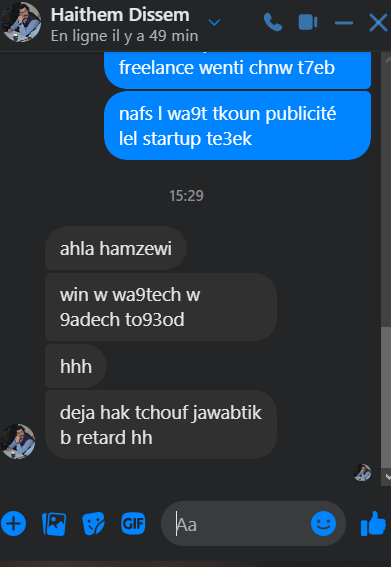 Haithem Dissem
En ligne il y a 49 min
freelance wenti chnw t7eb
nafs l wa9t tkoun publicité
lel startup te3ek
15:29
ahla hamzewi
win w wa9tech w
9adech to93od
hhh
deja hak tchouf jawabtik
b retard hh
GIF
Aa